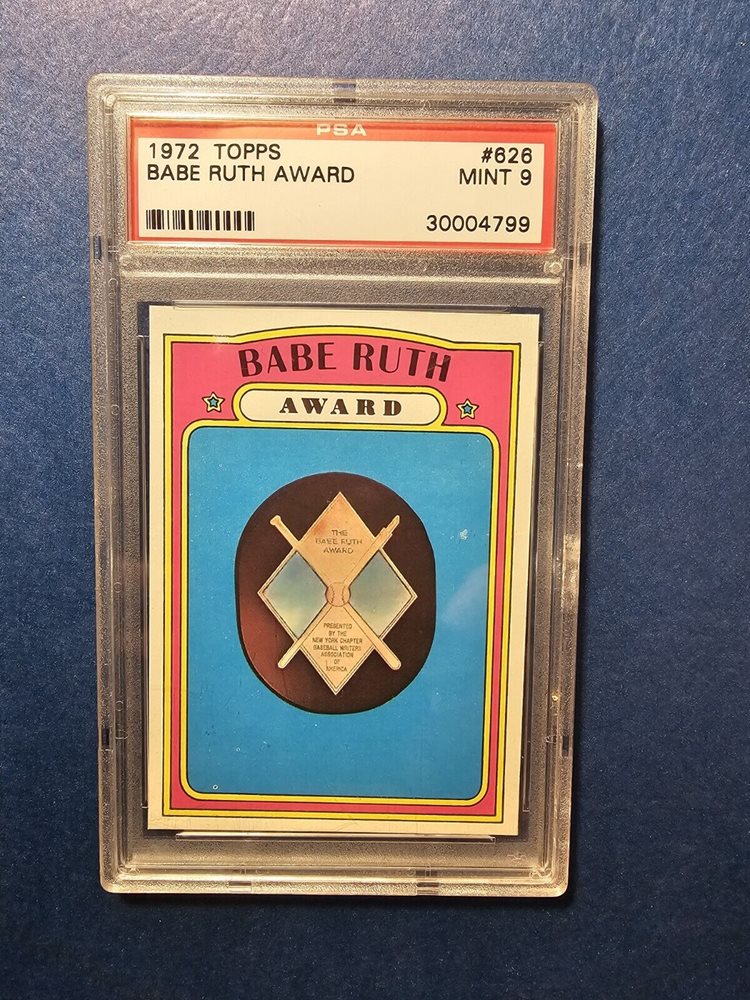 PSA
1972 TOPPS #626
BABE RUTH AWARD MINT 9
30004799
BABE RUTH
AWARD
THE
BABE RUTH
AWARD
PRESENTED
BY THE
NEW YORK CHAPTER
BASEBALL WRITERS
ASSOCIATION
OF
AMERICA